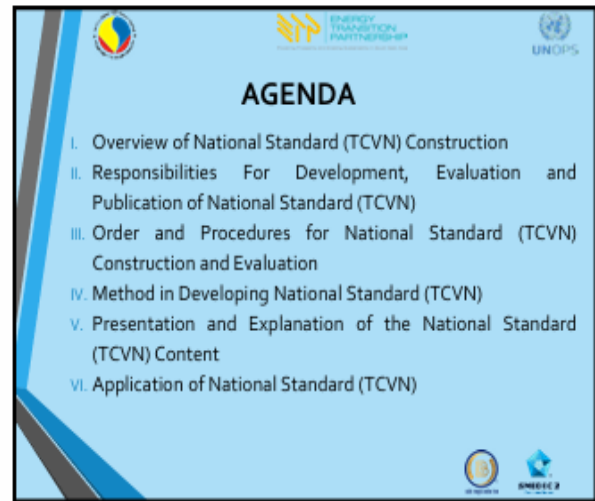 ENERGY
TRANSITION
PARTNERSHIP
UNOPS
AGENDA
I. Overview of National Standard (TCVN) Construction
II. Responsibilities For Development, Evaluation and
Publication of National Standard (TCVN)
III. Order and Procedures for National Standard (TCVN)
Construction and Evaluation
IV. Method in Developing National Standard (TCVN)
V. Presentation and Explanation of the National Standard
(TCVN) Content
VI. Application of National Standard (TCVN)
SMEDEC 2